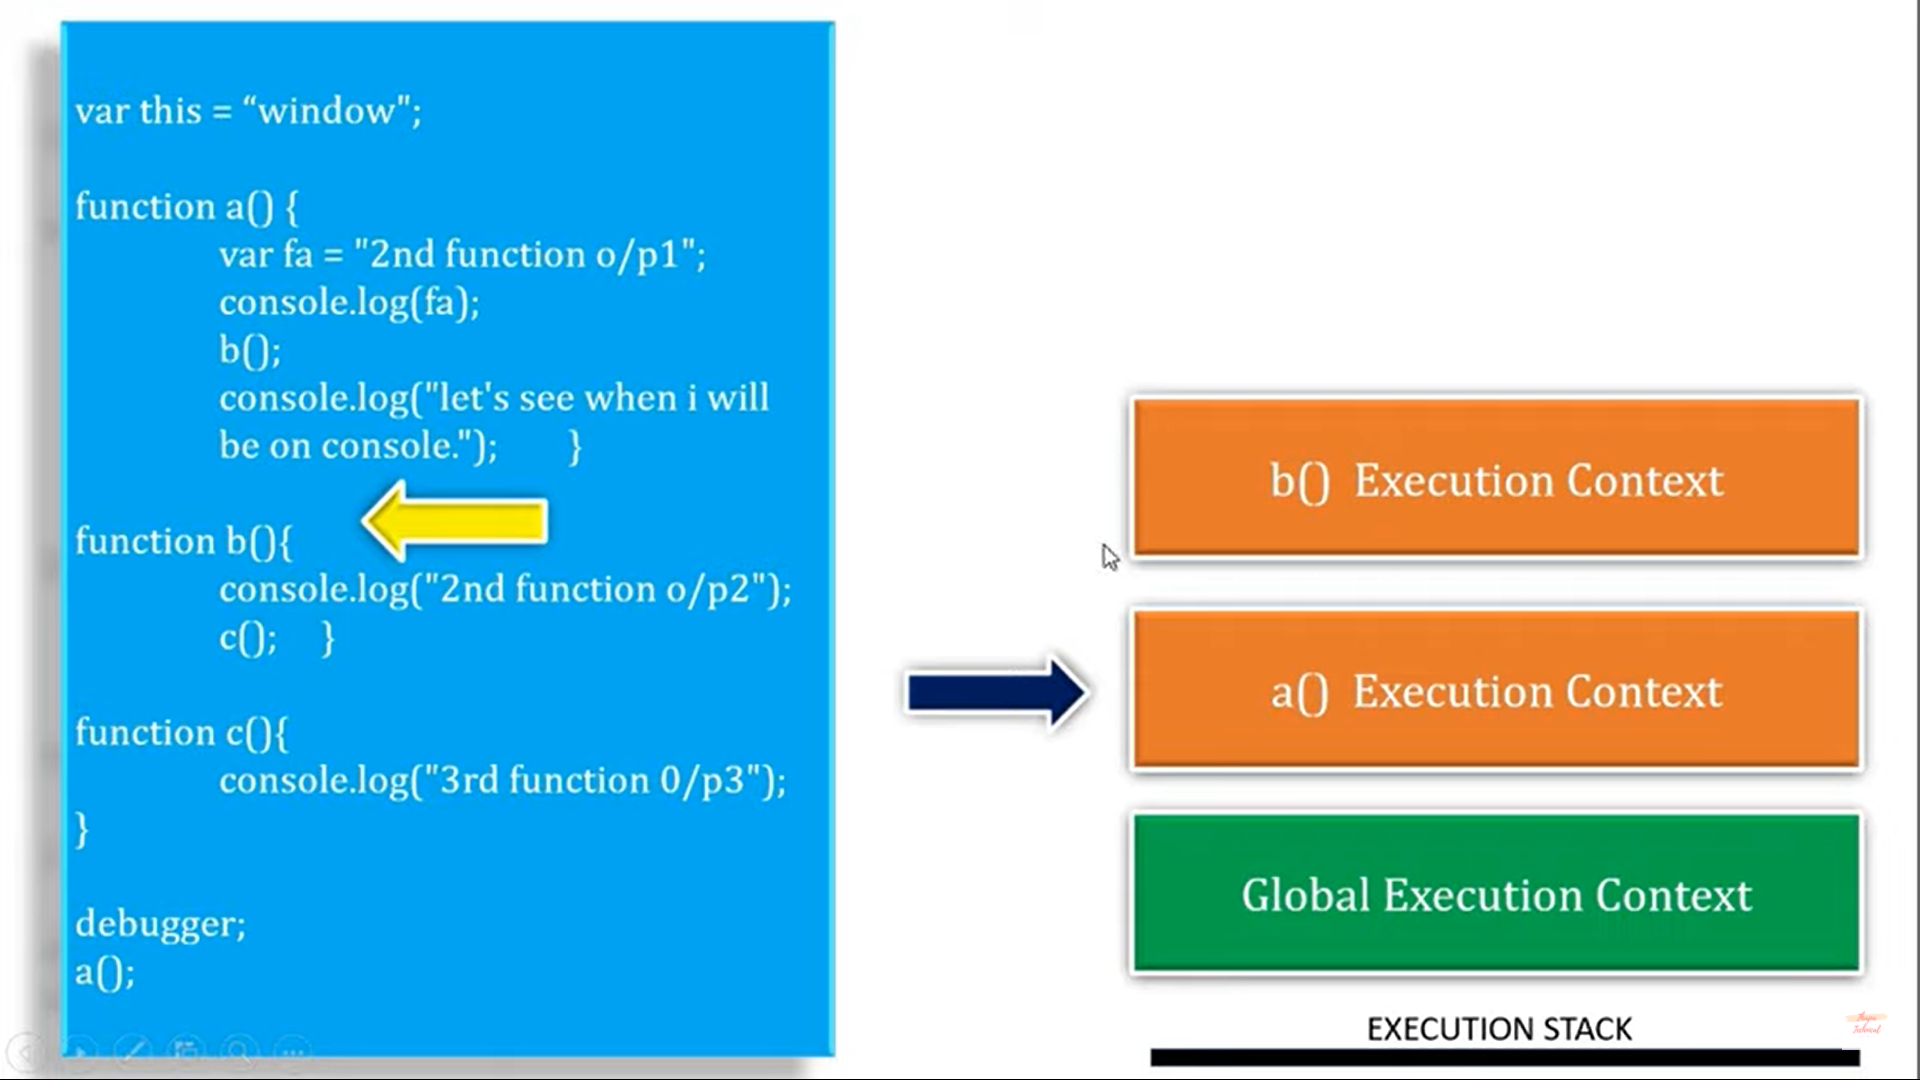 var this = “window";
function a() {
var fa = "2nd function o/p1";
console.log(fa);
b();
console.log("let's see when i will
be on console."); }
function b(){
console.log("2nd function o/p2");
c(); }
function c(){
console.log("3rd function 0/p3");
}
debugger;
a();
b() Execution Context
a() Execution Context
Global Execution Context
EXECUTION STACK